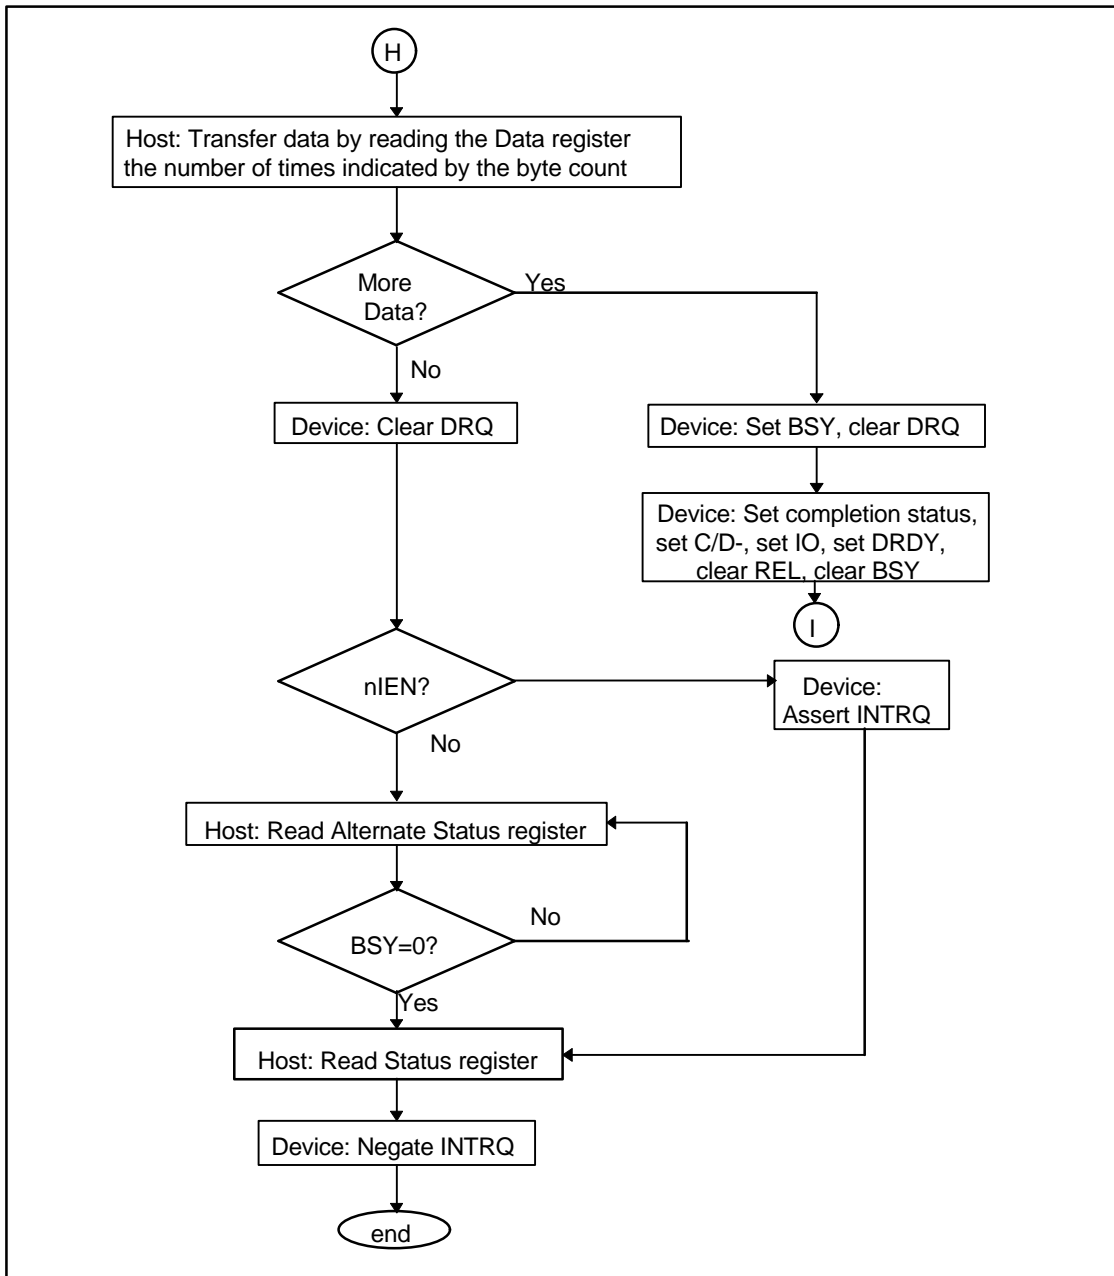 H
Host: Transfer data by reading the Data register
the number of times indicated by the byte count
More
Data?
Yes
No
Device: Clear DRQ
Device: Set BSY, clear DRQ
Device: Set completion status,
set C/D-, set IO, set DRDY,
clear REL, clear BSY
I
nIEN?
Device:
Assert INTRQ
No
Host: Read Alternate Status register
BSY=0?
No
Yes
Host: Read Status register
Device: Negate INTRQ
end